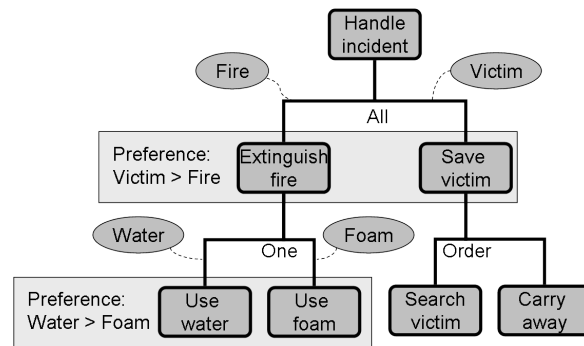 Handle
incident
Fire
Victim
All
Preference:
Victim > Fire
Extinguish
fire
Save
victim
Water
One
Foam
Order
Preference:
Water > Foam
Use
water
Use
foam
Search
victim
Carry
away